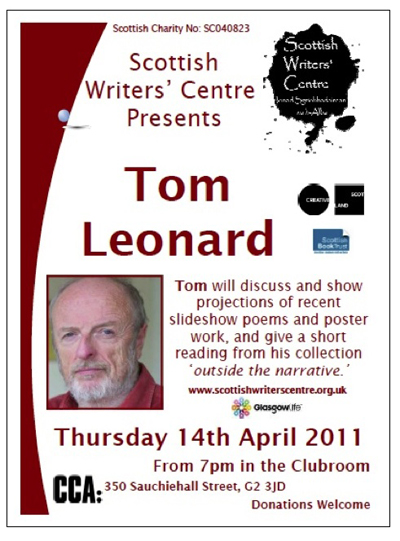 Scottish Charity No: SC040823
Scottish
Writers' Centre
Presents
Scottish
Writers'
Centre
Tom
Leonard
CREATIVE
SCOT
LAND
Scottish
Book Trust
Tom will discuss and show
projections of recent
slideshow poems and poster
work, and give a short
reading from his collection
'outside the narrative.'
www.scottishwriterscentre.org.uk
Glasgowlife
Thursday 14th April 2011
From 7pm in the Clubroom
CCA:
350 Sauchiehall Street, G2 3JD
Donations Welcome